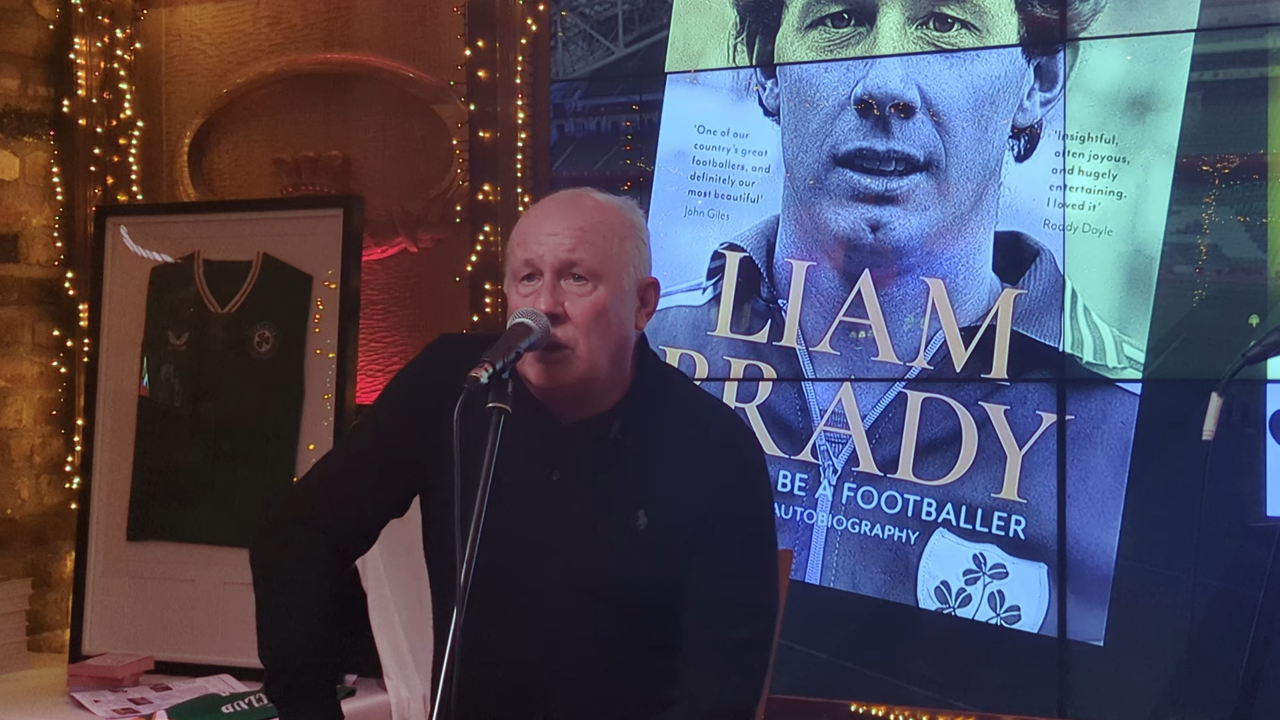 'One of our
country's great
footballers, and
definitely our
most beautiful'
John Giles
'Insightful,
often joyous,
and hugely
entertaining.
I loved it'
Roddy Doyle
LIAM
BRADY
BE A FOOTBALLER
AUTOBIOGRAPHY
CLUB